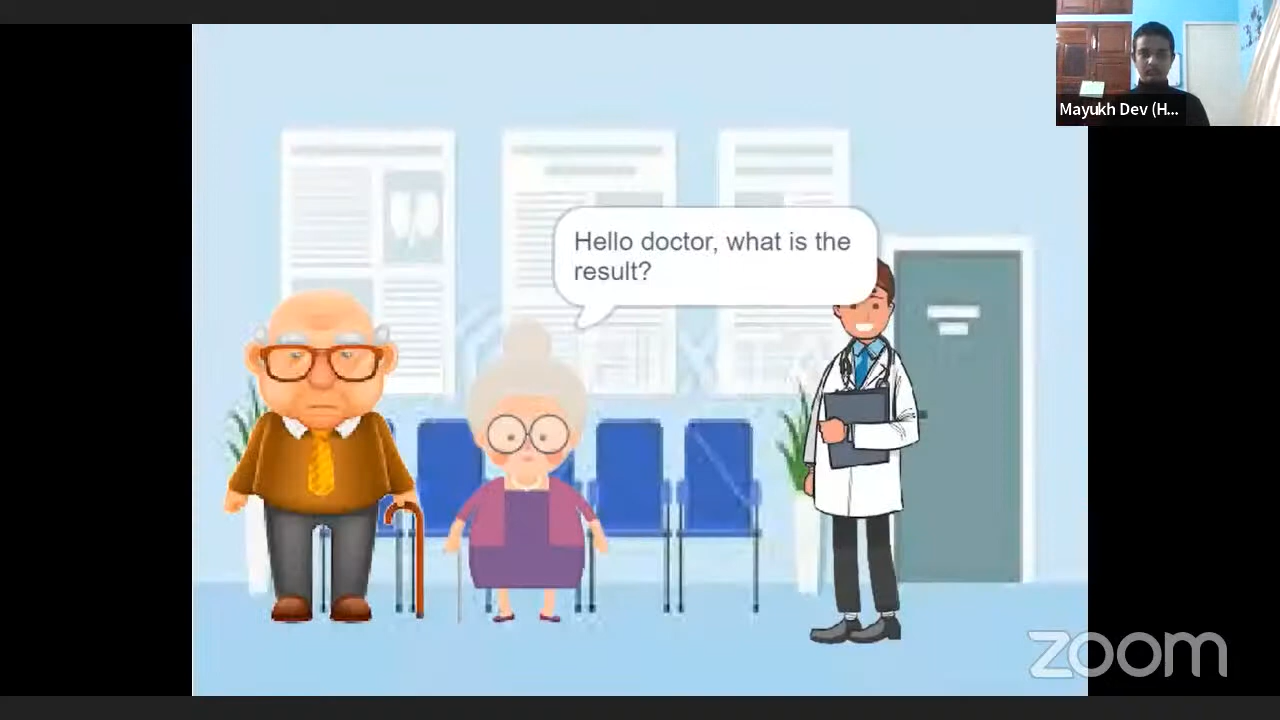 Mayukh Dev (H...
Hello doctor, what is the
result?
zoom